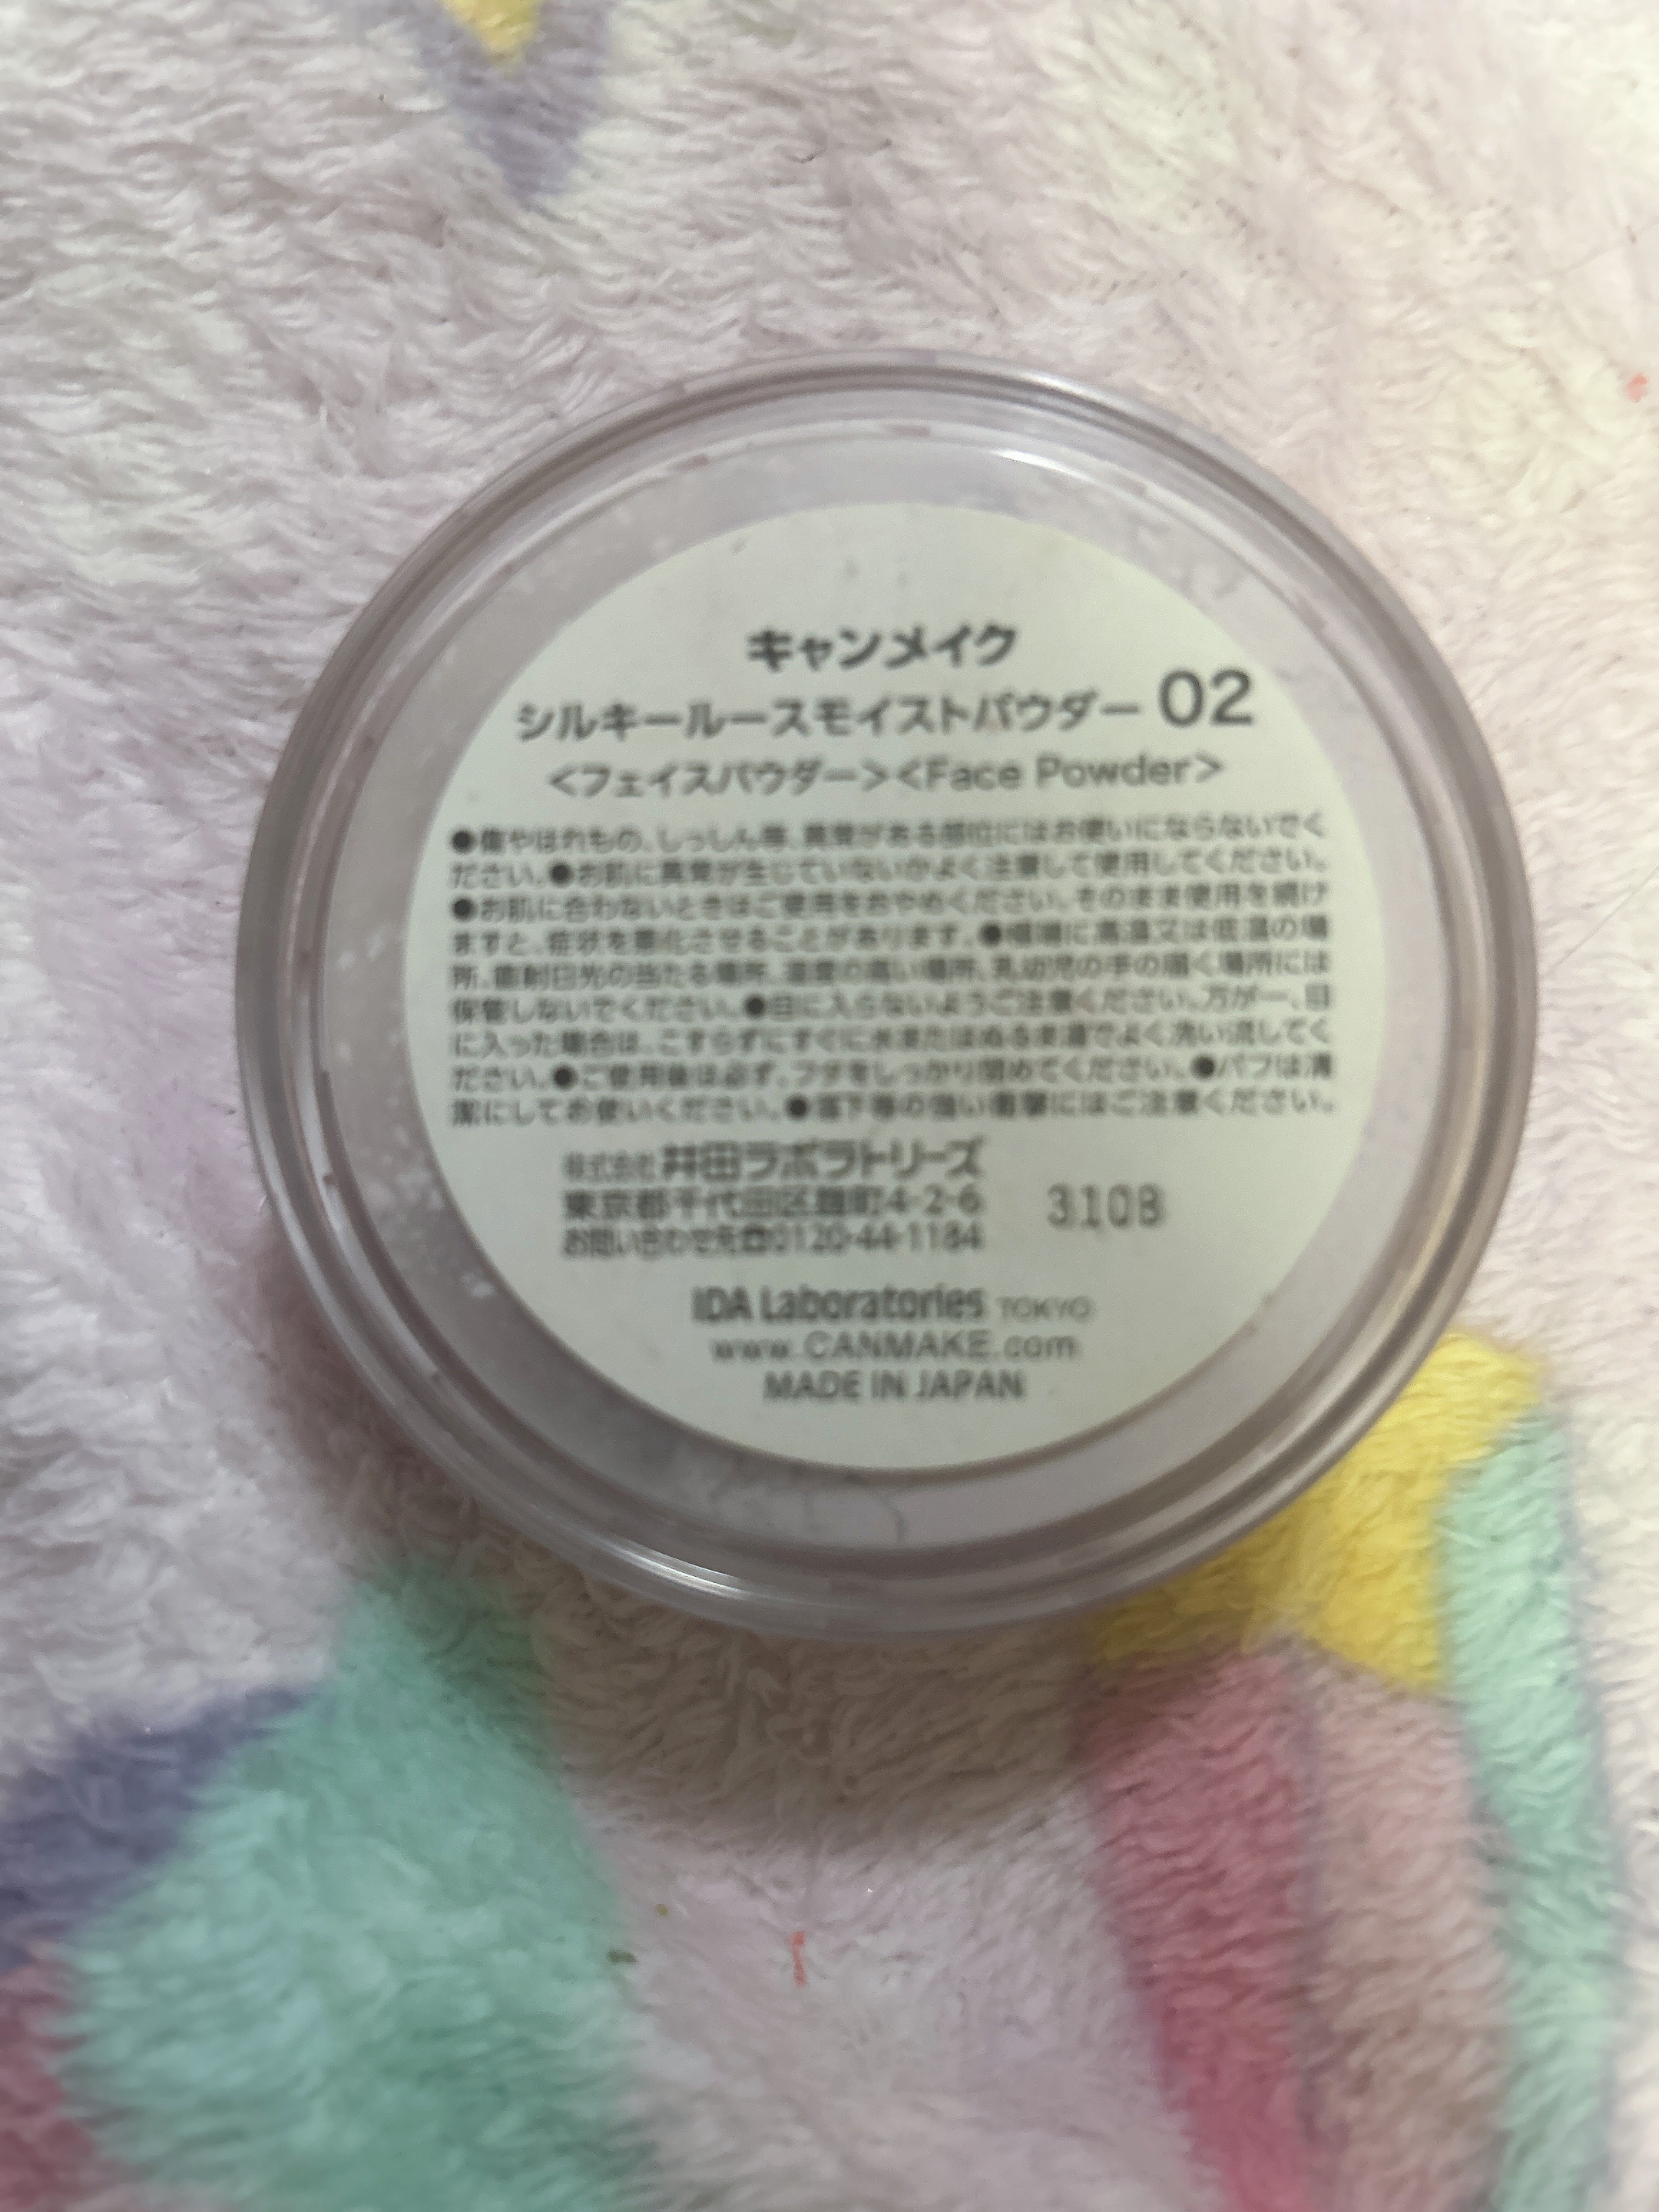 キャンメイク
シルキールースモイストパウダー 02
<フェイスパウダー><Face Powder>
●傷やはれもの、しっしん等、異常がある部位にはお使いにならないでく
ださい。●お肌に異常が生じていないかよく注意して使用してください。
●お肌に合わないときはご使用をおやめください。そのまま使用を続け
ますと、症状を悪化させることがあります。●極端に高温又は低温の場
所、直射日光の当たる場所、湿度の高い場所、乳幼児の手の届く場所には
保管しないでください。●目に入らないようご注意ください。万が一、目
に入った場合は、こすらずにすぐに水またはぬるま湯でよく洗い流してく
ださい。●ご使用後は必ず、フタをしっかり閉めてください。●パフは清
潔にしてお使いください。●落下等の強い衝撃にはご注意ください。
株式会社 井田ラボラトリーズ
東京都千代田区麹町4-2-6
お問い合わせ先☎0120-44-1184
310B
IDA Laboratories TOKYO
www.CANMAKE.com
MADE IN JAPAN